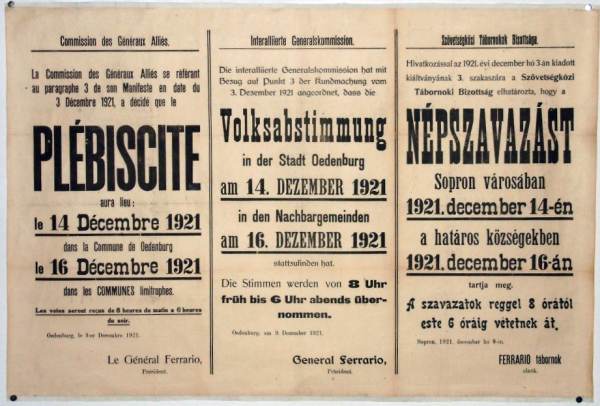 Commission des Généraux Alliés.
La Commission des Généraux Alliés se référant
au paragraphe 3 de son Manifeste en date du
3 Décembre 1921, a décidé que le
PLÉBISCITE
aura lieu:
le 14 Décembre 1921
dans la Commune de Oedenburg
le 16 Décembre 1921
dans les COMMUNES limitrophes.
Les votes seront reçus de 8 heures de matin a 6 heures
du soir.
Oedenburg, le 9-er Decembre 1921.
Le Général Ferrario,
Président.
Interalliierte Generalskommission.
Die interalliierte Generalskommission hat mit
Bezug auf Punkt 3 der Rundmachung vom
3. Dezember 1921 angeordnet, dass die
Volksabstimmung
in der Stadt Oedenburg
am 14. DEZEMBER 1921
in den Nachbargemeinden
am 16. DEZEMBER 1921
stattzufinden hat.
Die Stimmen werden von 8 Uhr
früh bis 6 Uhr abends über-
nommen.
Oedenburg, am 9. Dezember 1921.
General Ferrario,
Präsident.
Szövetségközi Tábornokok Bizottsága.
Hivatkozással az 1921. évi december hó 3-án kiadott
kiáltványának 3. szakaszára a Szövetségközi
Tábornoki Bizottság elhatározta, hogy a
NÉPSZAVAZÁST
Sopron városában
1921. december 14-én
a határos községekben
1921. december 16-án
tartja meg.
A szavazatok reggel 8 órától
este 6 óráig vétetnek át.
Sopron, 1921. december hó 9-én.
FERRARIO tábornok
elnök.